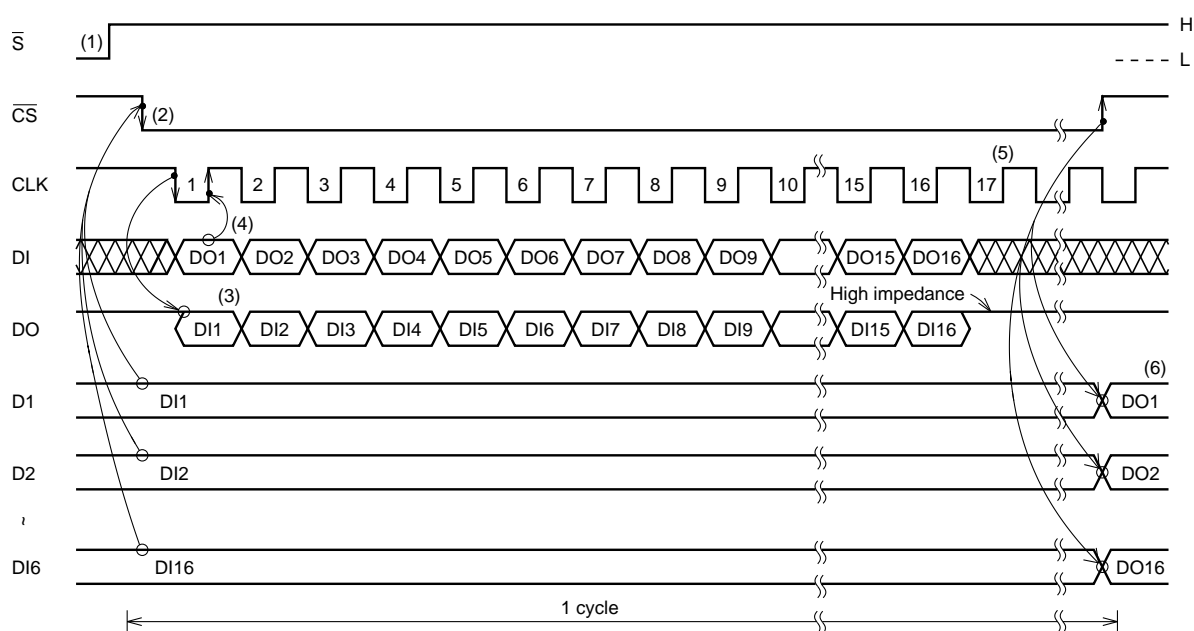 S̅ (1) H
L
C̅S̅ (2)
(5)
CLK 1 2 3 4 5 6 7 8 9 10 15 16 17
(4)
DI DO1 DO2 DO3 DO4 DO5 DO6 DO7 DO8 DO9 DO15 DO16
(3) High impedance
DO DI1 DI2 DI3 DI4 DI5 DI6 DI7 DI8 DI9 DI15 DI16
(6)
D1 DI1 DO1
D2 DI2 DO2
~
DI6 DI16 DO16
1 cycle